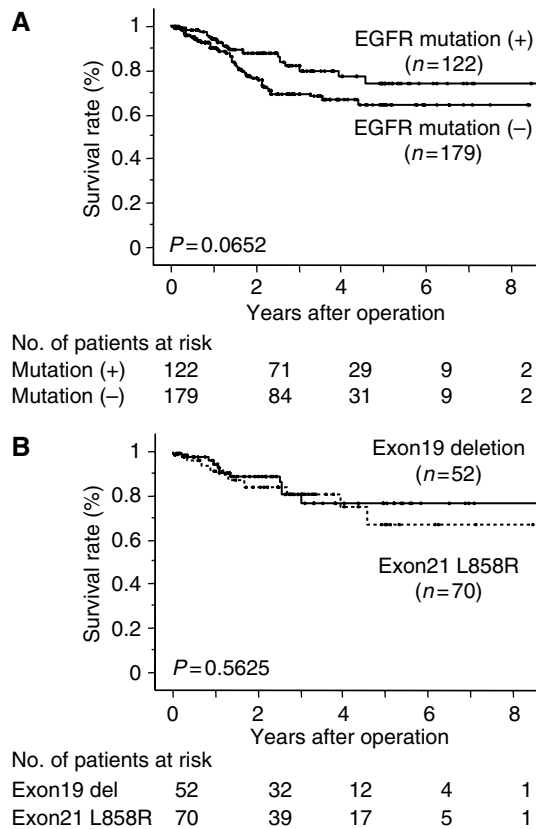 A
Survival rate (%)
1
0.8
0.6
0.4
0.2
0
EGFR mutation (+)
(n=122)
EGFR mutation (–)
(n=179)
P=0.0652
0 2 4 6 8
Years after operation
No. of patients at risk
Mutation (+) 122 71 29 9 2
Mutation (–) 179 84 31 9 2
B
Survival rate (%)
1
0.8
0.6
0.4
0.2
0
Exon19 deletion
(n=52)
Exon21 L858R
(n=70)
P=0.5625
0 2 4 6 8
Years after operation
No. of patients at risk
Exon19 del 52 32 12 4 1
Exon21 L858R 70 39 17 5 1